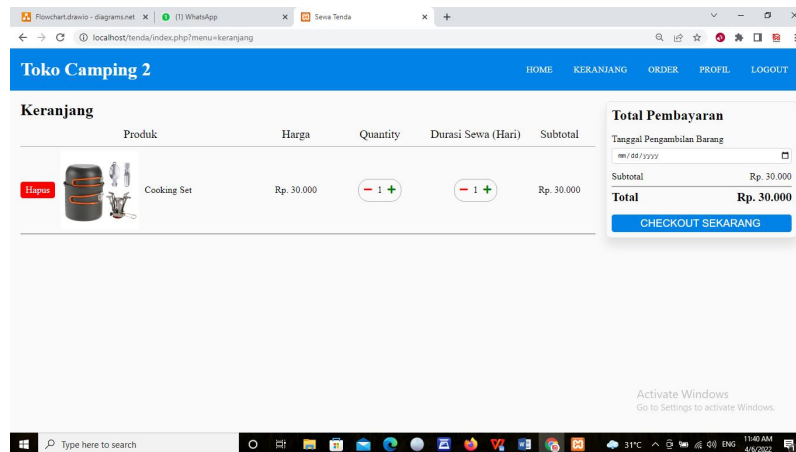 Flowchart.drawio - diagrams.net
(1) WhatsApp
Sewa Tenda
localhost/tenda/index.php?menu=keranjang
Toko Camping 2
HOME KERANJANG ORDER PROFIL LOGOUT
Keranjang
Produk Harga Quantity Durasi Sewa (Hari) Subtotal
Hapus Cooking Set Rp. 30.000 1 1 Rp. 30.000
Total Pembayaran
Tanggal Pengambilan Barang
mm/dd/yyyy
Subtotal Rp. 30.000
Total Rp. 30.000
CHECKOUT SEKARANG
Activate Windows
Go to Settings to activate Windows.
Type here to search
31°C ENG 11:40 AM
4/6/2022